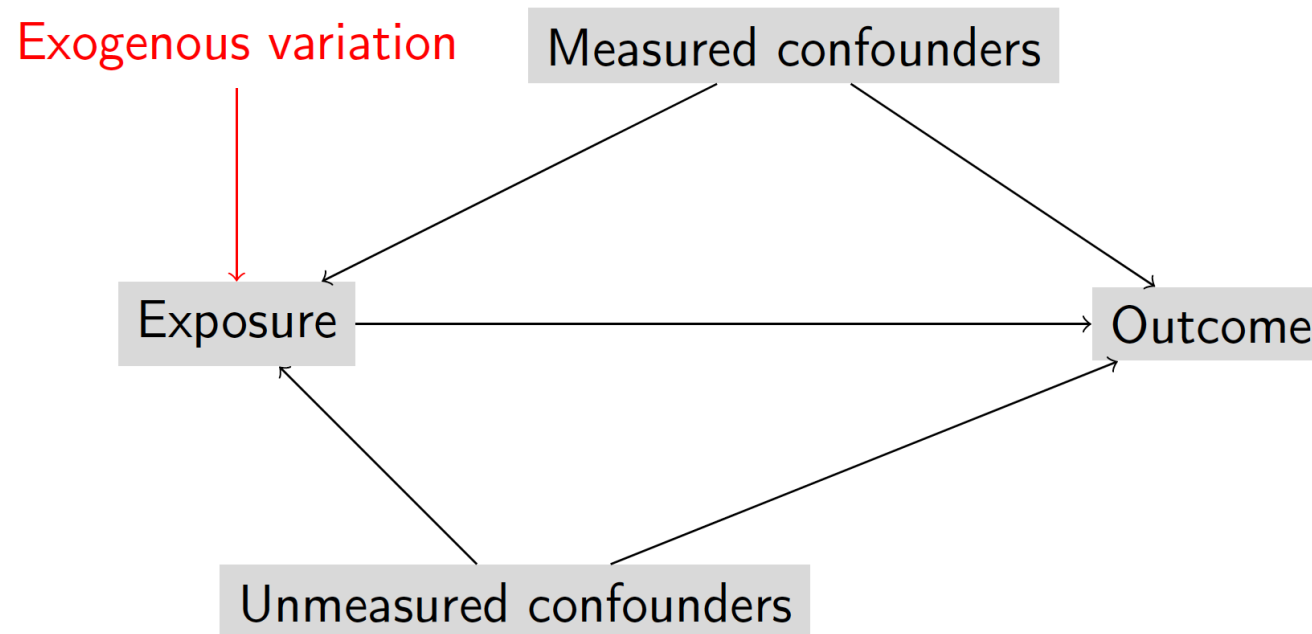 Exogenous variation
Measured confounders
Exposure
Outcome
Unmeasured confounders